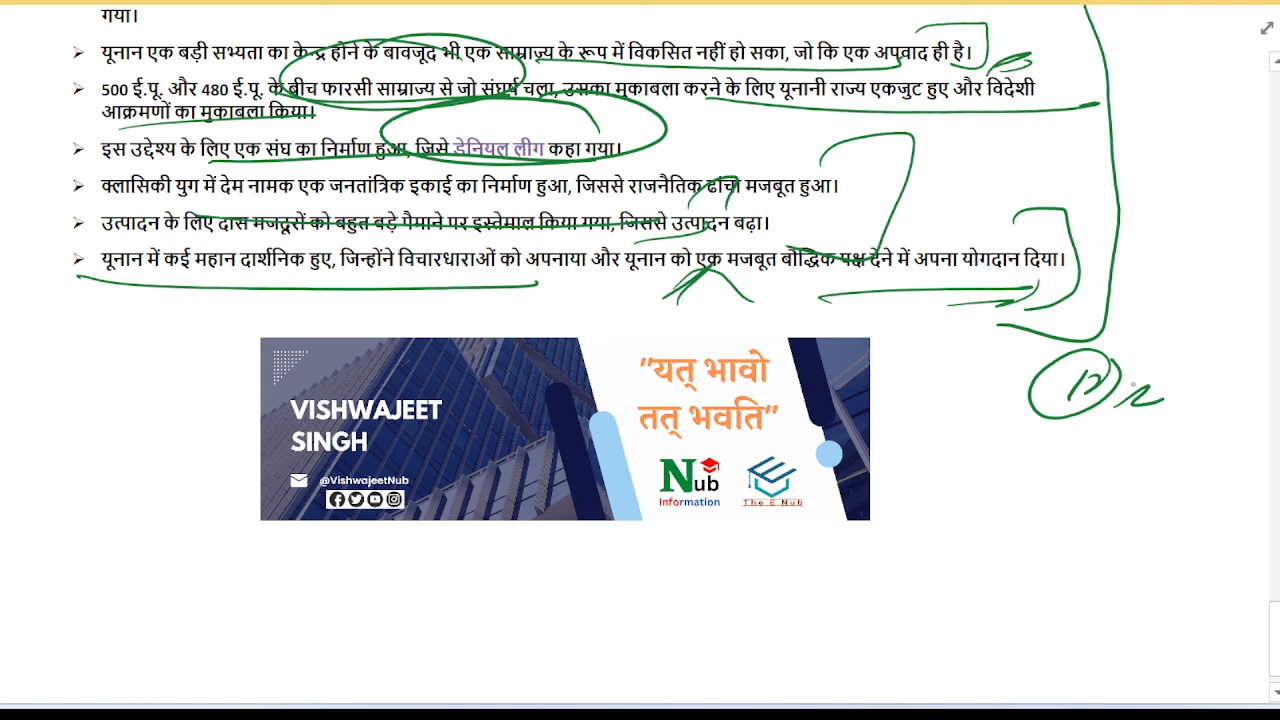 गया।
➢ यूनान एक बड़ी सभ्यता का केन्द्र होने के बावजूद भी एक साम्राज्य के रूप में विकसित नहीं हो सका, जो कि एक अपवाद ही है।
➢ 500 ई.पू. और 480 ई.पू. के बीच फारसी साम्राज्य से जो संघर्ष चला, उसका मुकाबला करने के लिए यूनानी राज्य एकजुट हुए और विदेशी
आक्रमणों का मुकाबला किया।
➢ इस उद्देश्य के लिए एक संघ का निर्माण हुआ, जिसे डेनियल लीग कहा गया।
➢ क्लासिकी युग में देम नामक एक जनतांत्रिक इकाई का निर्माण हुआ, जिससे राजनैतिक ढांचा मजबूत हुआ।
➢ उत्पादन के लिए दास मजदूरों को बहुत बड़े पैमाने पर इस्तेमाल किया गया, जिससे उत्पादन बढ़ा।
➢ यूनान में कई महान दार्शनिक हुए, जिन्होंने विचारधाराओं को अपनाया और यूनान को एक मजबूत बौद्धिक पक्ष देने में अपना योगदान दिया।
VISHWAJEET
SINGH
@VishwajeetNub
"यत् भावो
तत् भवति"
Nub
Information
The E Nub